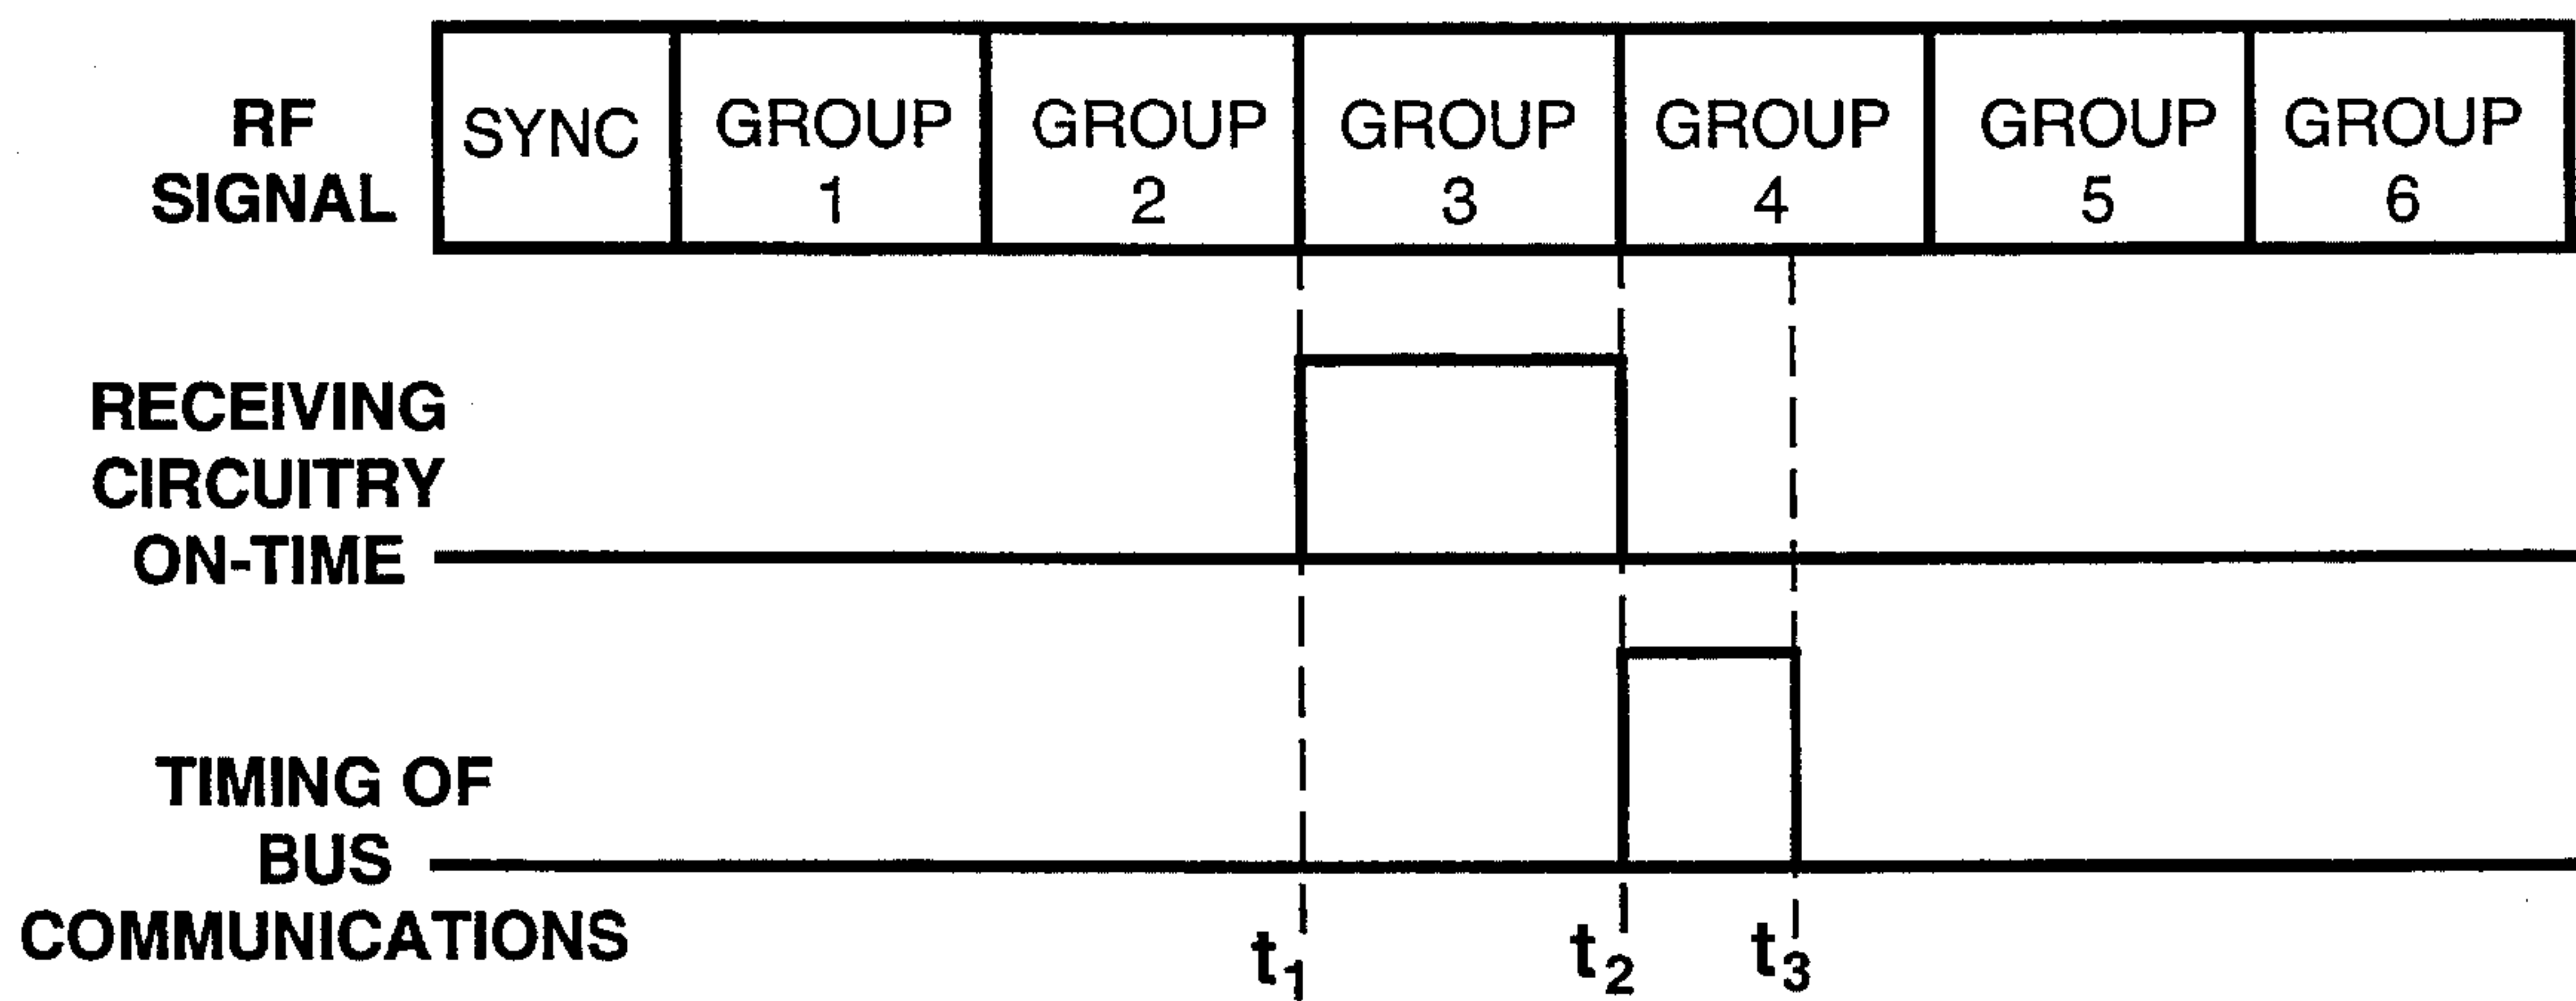 RF
SIGNAL
SYNC
GROUP
1
GROUP
2
GROUP
3
GROUP
4
GROUP
5
GROUP
6
RECEIVING
CIRCUITRY
ON-TIME
TIMING OF
BUS
COMMUNICATIONS
t1
t2
t3